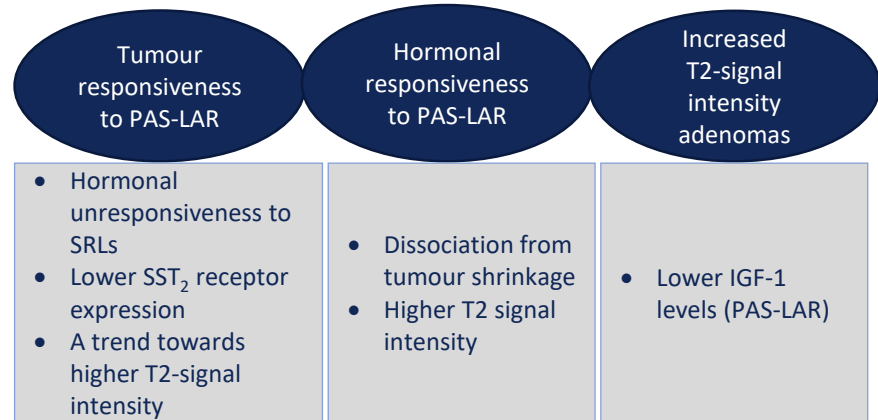 Tumour
responsiveness
to PAS-LAR
Hormonal
responsiveness
to PAS-LAR
Increased
T2-signal
intensity
adenomas
• Hormonal
unresponsiveness to
SRLs
• Lower SST₂ receptor
expression
• A trend towards
higher T2-signal
intensity
• Dissociation from
tumour shrinkage
• Higher T2 signal
intensity
• Lower IGF-1
levels (PAS-LAR)